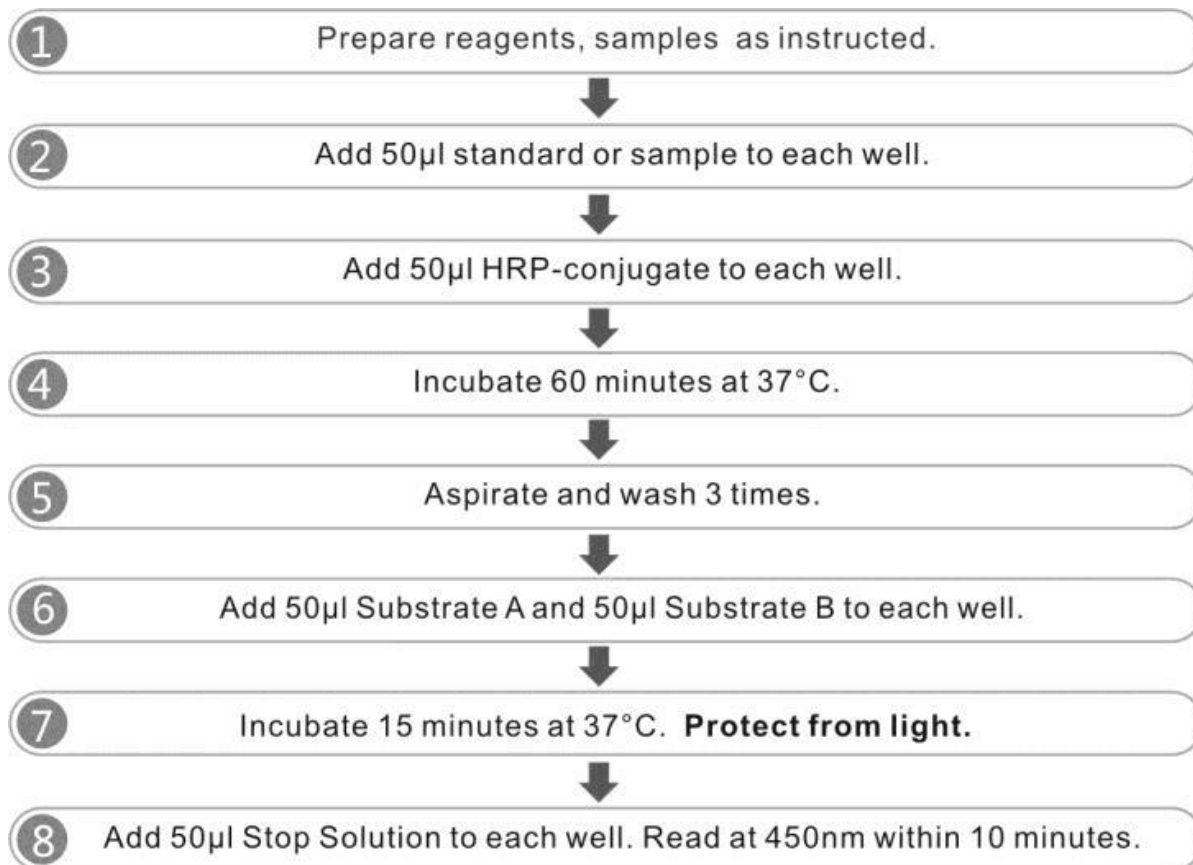 1 Prepare reagents, samples as instructed.
2 Add 50µl standard or sample to each well.
3 Add 50µl HRP-conjugate to each well.
4 Incubate 60 minutes at 37°C.
5 Aspirate and wash 3 times.
6 Add 50µl Substrate A and 50µl Substrate B to each well.
7 Incubate 15 minutes at 37°C. Protect from light.
8 Add 50µl Stop Solution to each well. Read at 450nm within 10 minutes.